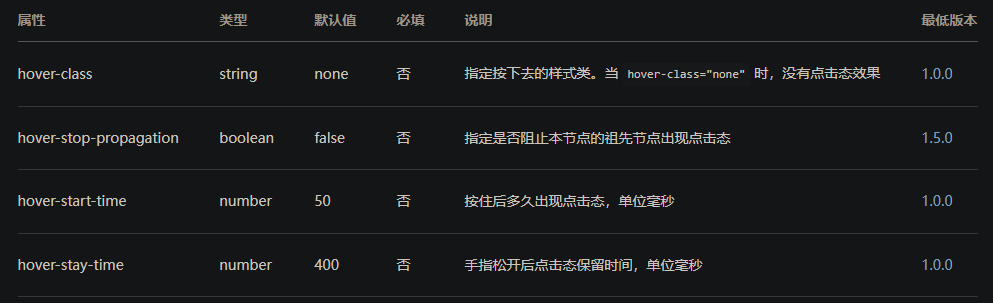 属性 类型 默认值 必填 说明 最低版本
hover-class string none 否 指定按下去的样式类。当 hover-class="none" 时，没有点击态效果 1.0.0
hover-stop-propagation boolean false 否 指定是否阻止本节点的祖先节点出现点击态 1.5.0
hover-start-time number 50 否 按住后多久出现点击态，单位毫秒 1.0.0
hover-stay-time number 400 否 手指松开后点击态保留时间，单位毫秒 1.0.0